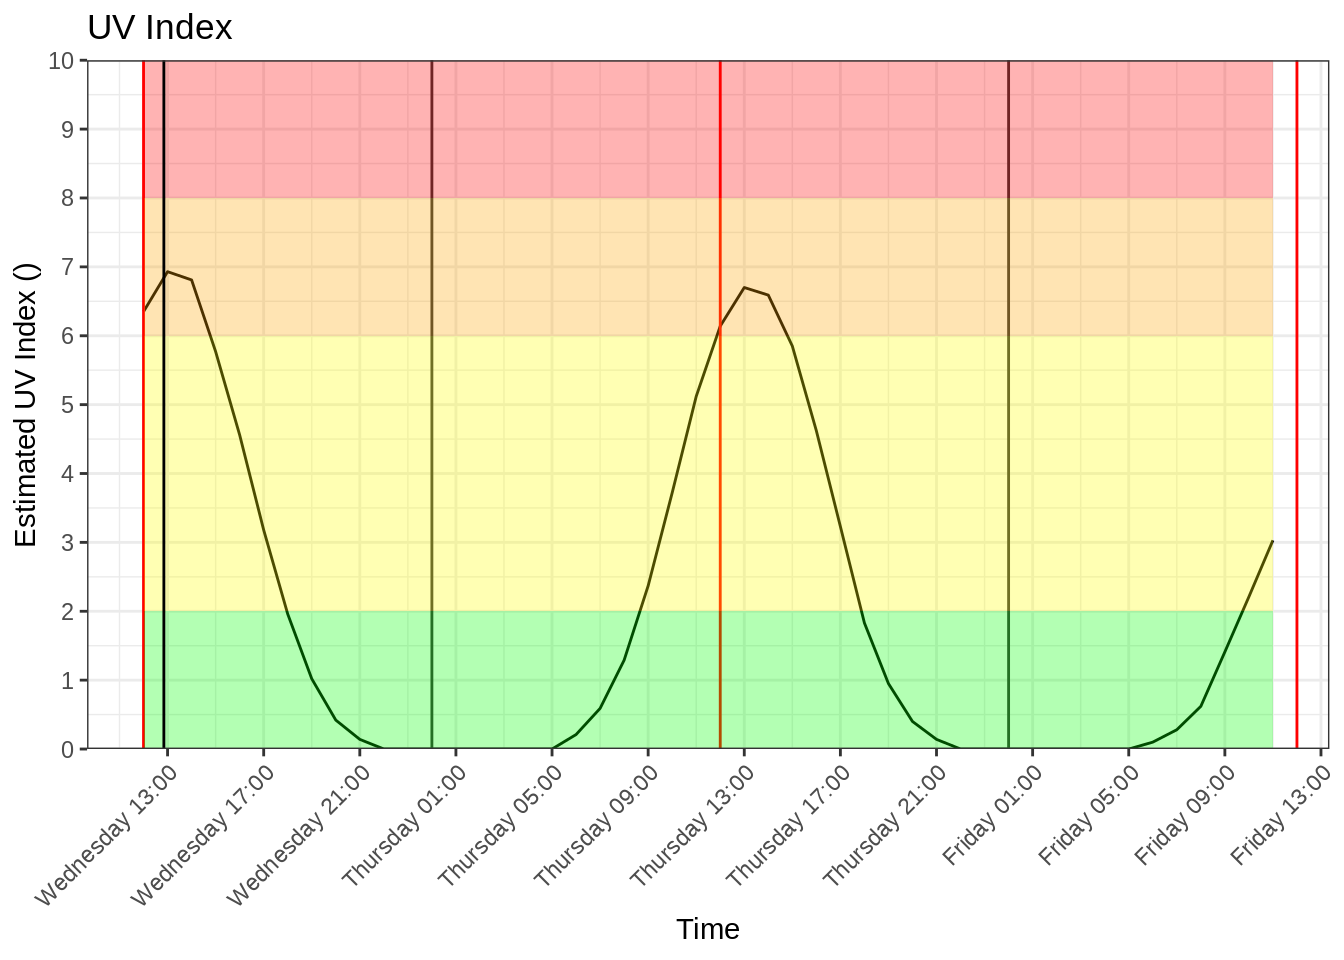 UV Index
Estimated UV Index ()
10
9
8
7
6
5
4
3
2
1
0
Wednesday 13:00
Wednesday 17:00
Wednesday 21:00
Thursday 01:00
Thursday 05:00
Thursday 09:00
Thursday 13:00
Thursday 17:00
Thursday 21:00
Friday 01:00
Friday 05:00
Friday 09:00
Friday 13:00
Time